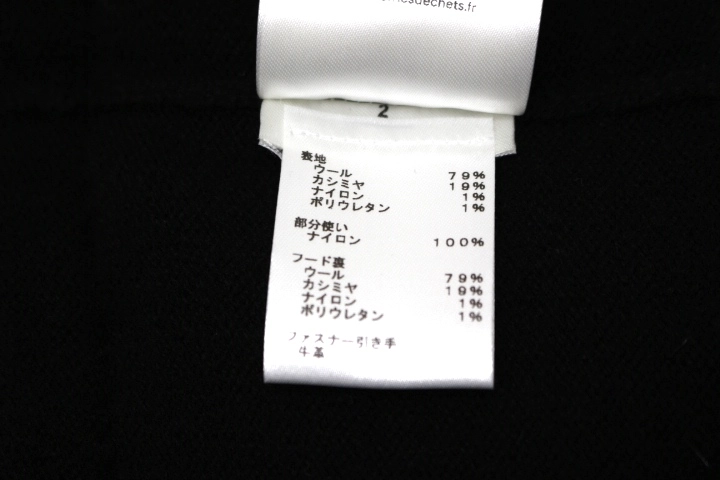 desdechets.fr
2
表地
ウール 79%
カシミヤ 19%
ナイロン 1%
ポリウレタン 1%
部分使い
ナイロン 100%
フード裏
ウール 79%
カシミヤ 19%
ナイロン 1%
ポリウレタン 1%
ファスナー引き手
牛革